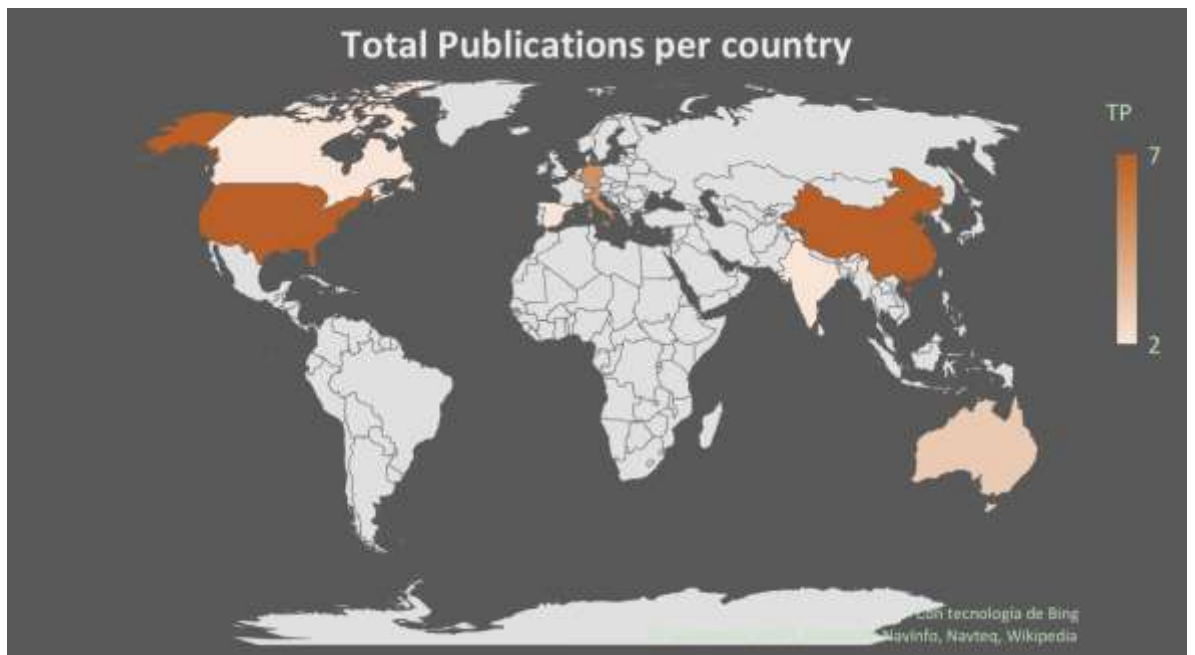 Total Publications per country
TP
7
2
Con tecnología de Bing
Navinfo, Navteq, Wikipedia